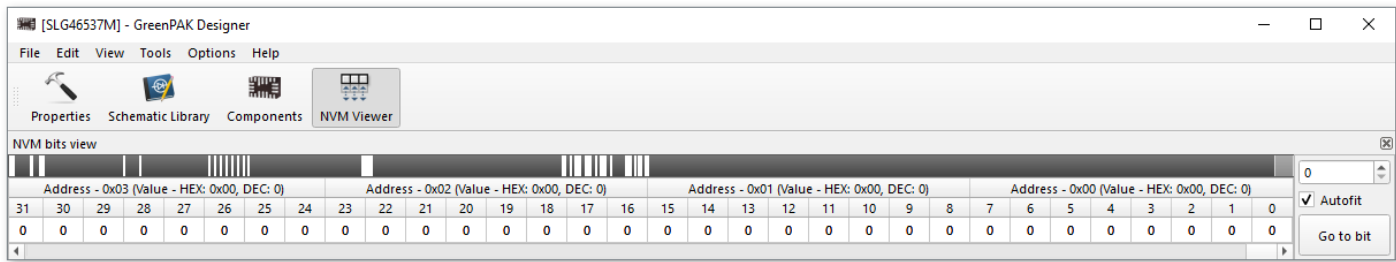 [SLG46537M] - GreenPAK Designer
File Edit View Tools Options Help
Properties Schematic Library Components NVM Viewer
NVM bits view
0
Address - 0x03 (Value - HEX: 0x00, DEC: 0) Address - 0x02 (Value - HEX: 0x00, DEC: 0) Address - 0x01 (Value - HEX: 0x00, DEC: 0) Address - 0x00 (Value - HEX: 0x00, DEC: 0)
31 30 29 28 27 26 25 24 23 22 21 20 19 18 17 16 15 14 13 12 11 10 9 8 7 6 5 4 3 2 1 0
Autofit
0 0 0 0 0 0 0 0 0 0 0 0 0 0 0 0 0 0 0 0 0 0 0 0 0 0 0 0 0 0 0 0
Go to bit